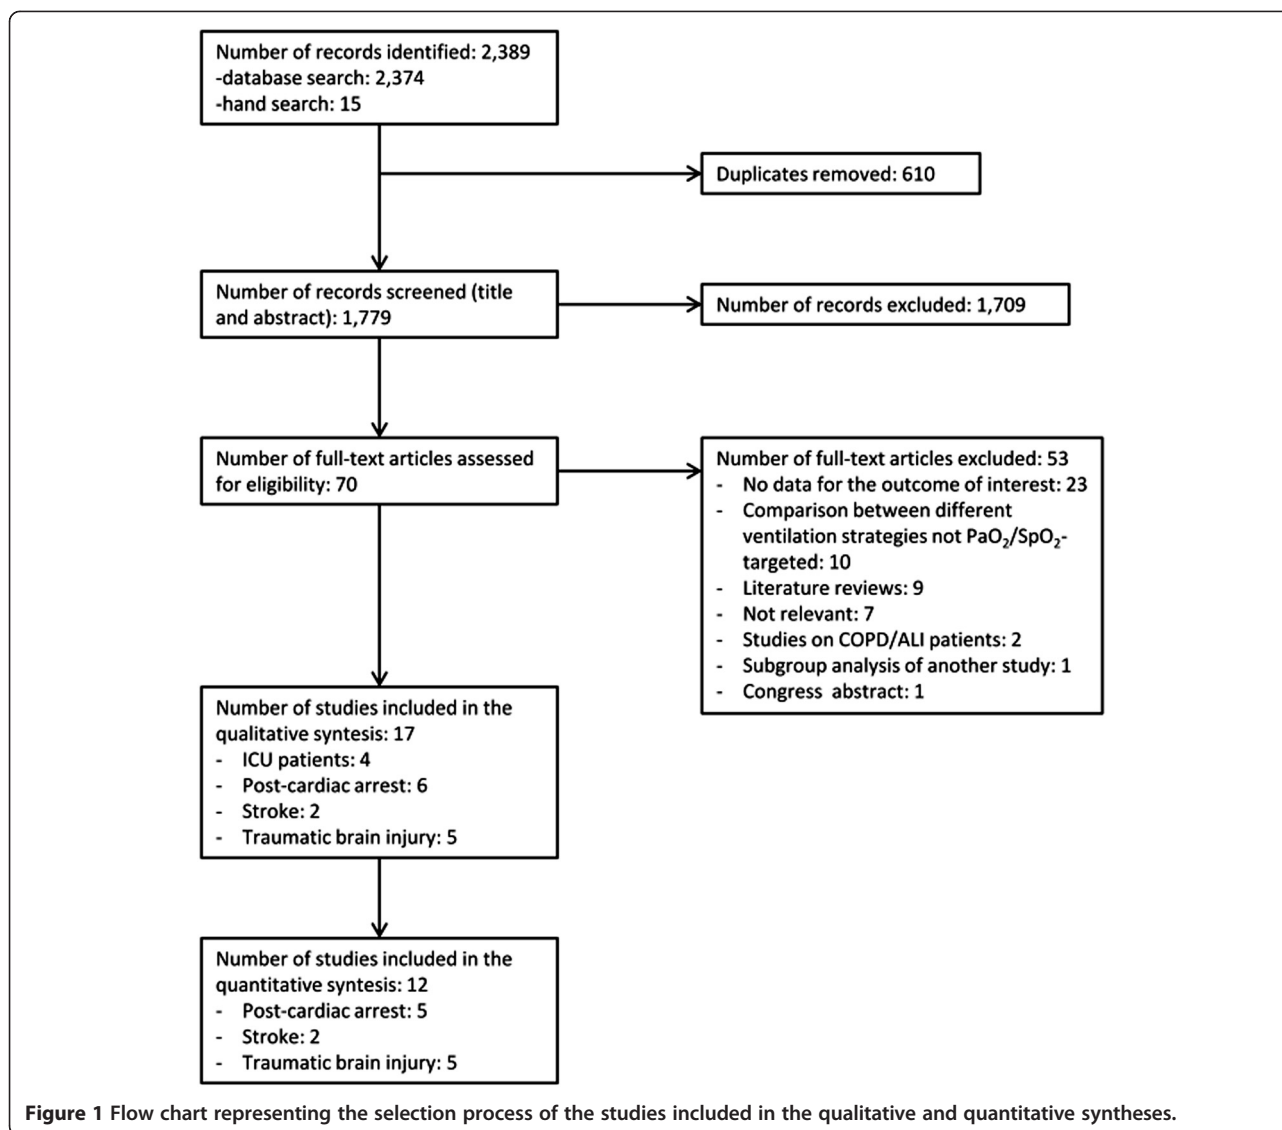 Number of records identified: 2,389
-database search: 2,374
-hand search: 15
Duplicates removed: 610
Number of records screened (title
and abstract): 1,779
Number of records excluded: 1,709
Number of full-text articles assessed
for eligibility: 70
Number of full-text articles excluded: 53
- No data for the outcome of interest: 23
- Comparison between different
ventilation strategies not PaO₂/SpO₂-
targeted: 10
- Literature reviews: 9
- Not relevant: 7
- Studies on COPD/ALI patients: 2
- Subgroup analysis of another study: 1
- Congress abstract: 1
Number of studies included in the
qualitative syntesis: 17
- ICU patients: 4
- Post-cardiac arrest: 6
- Stroke: 2
- Traumatic brain injury: 5
Number of studies included in the
quantitative syntesis: 12
- Post-cardiac arrest: 5
- Stroke: 2
- Traumatic brain injury: 5
Figure 1 Flow chart representing the selection process of the studies included in the qualitative and quantitative syntheses.